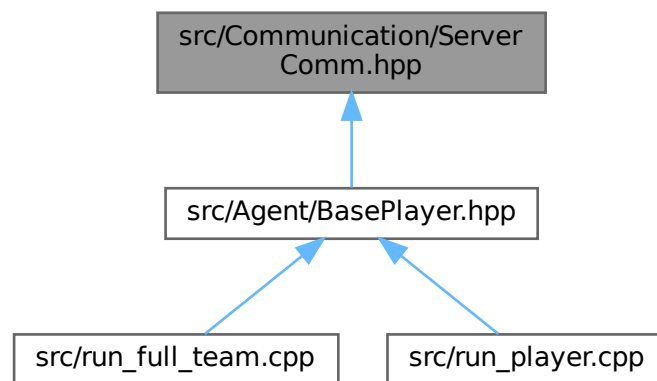 src/Communication/Server
Comm.hpp
src/Agent/BasePlayer.hpp
src/run_full_team.cpp
src/run_player.cpp